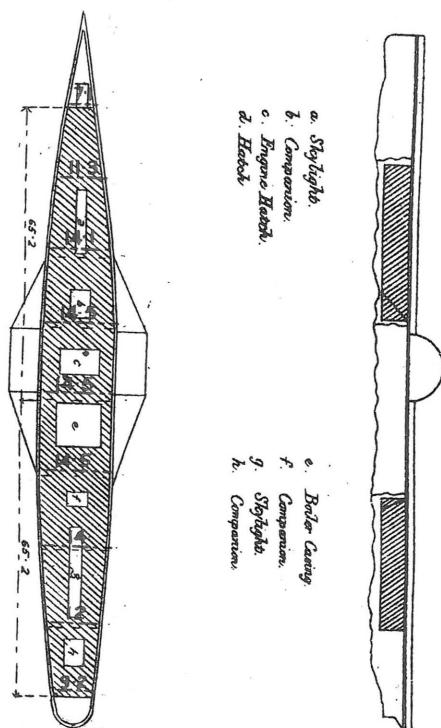 a. Skylight.
b. Companion.
c. Engine Hatch.
d. Hatch
e. Boiler Casing.
f. Companion.
g. Skylight.
h. Companion.
65·2
65·2
a
b
c
e
f
g
h